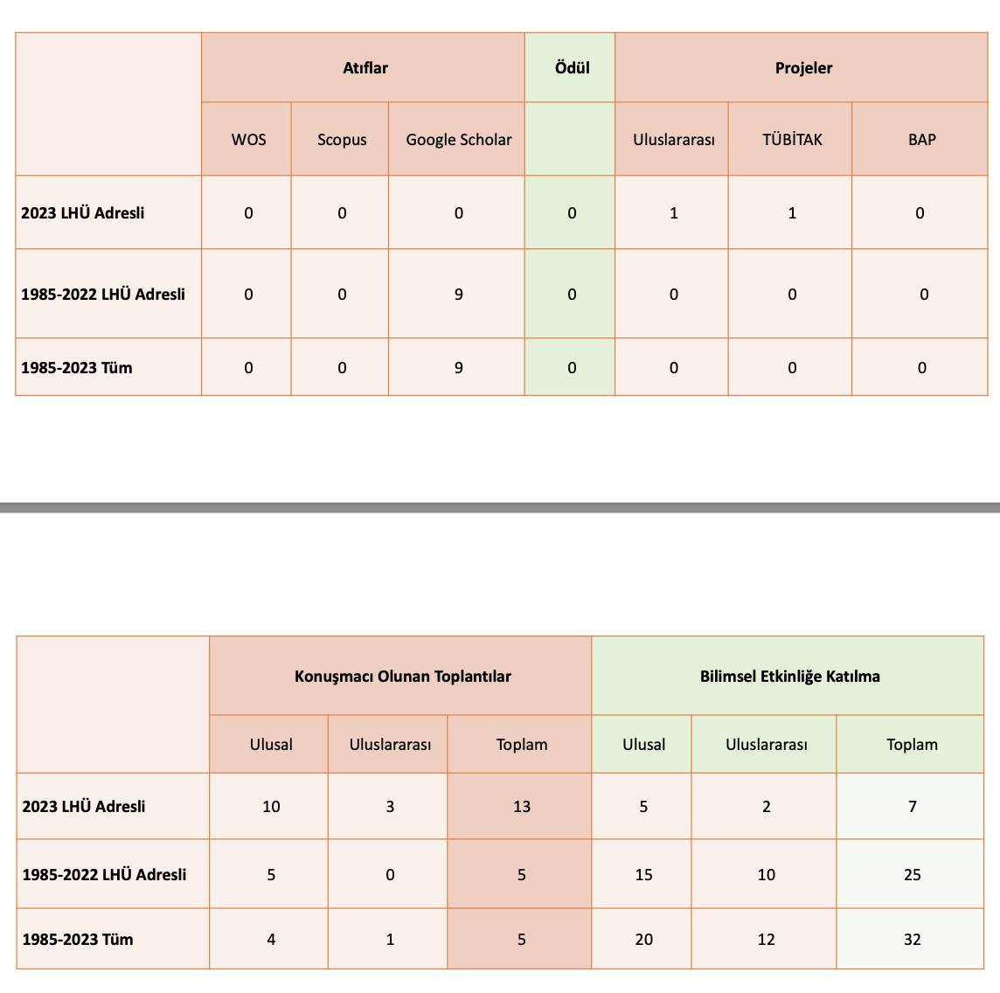 Atıflar Ödül Projeler
WOS Scopus Google Scholar Uluslararası TÜBİTAK BAP
2023 LHÜ Adresli 0 0 0 0 1 1 0
1985-2022 LHÜ Adresli 0 0 9 0 0 0 0
1985-2023 Tüm 0 0 9 0 0 0 0
Konuşmacı Olunan Toplantılar Bilimsel Etkinliğe Katılma
Ulusal Uluslararası Toplam Ulusal Uluslararası Toplam
2023 LHÜ Adresli 10 3 13 5 2 7
1985-2022 LHÜ Adresli 5 0 5 15 10 25
1985-2023 Tüm 4 1 5 20 12 32